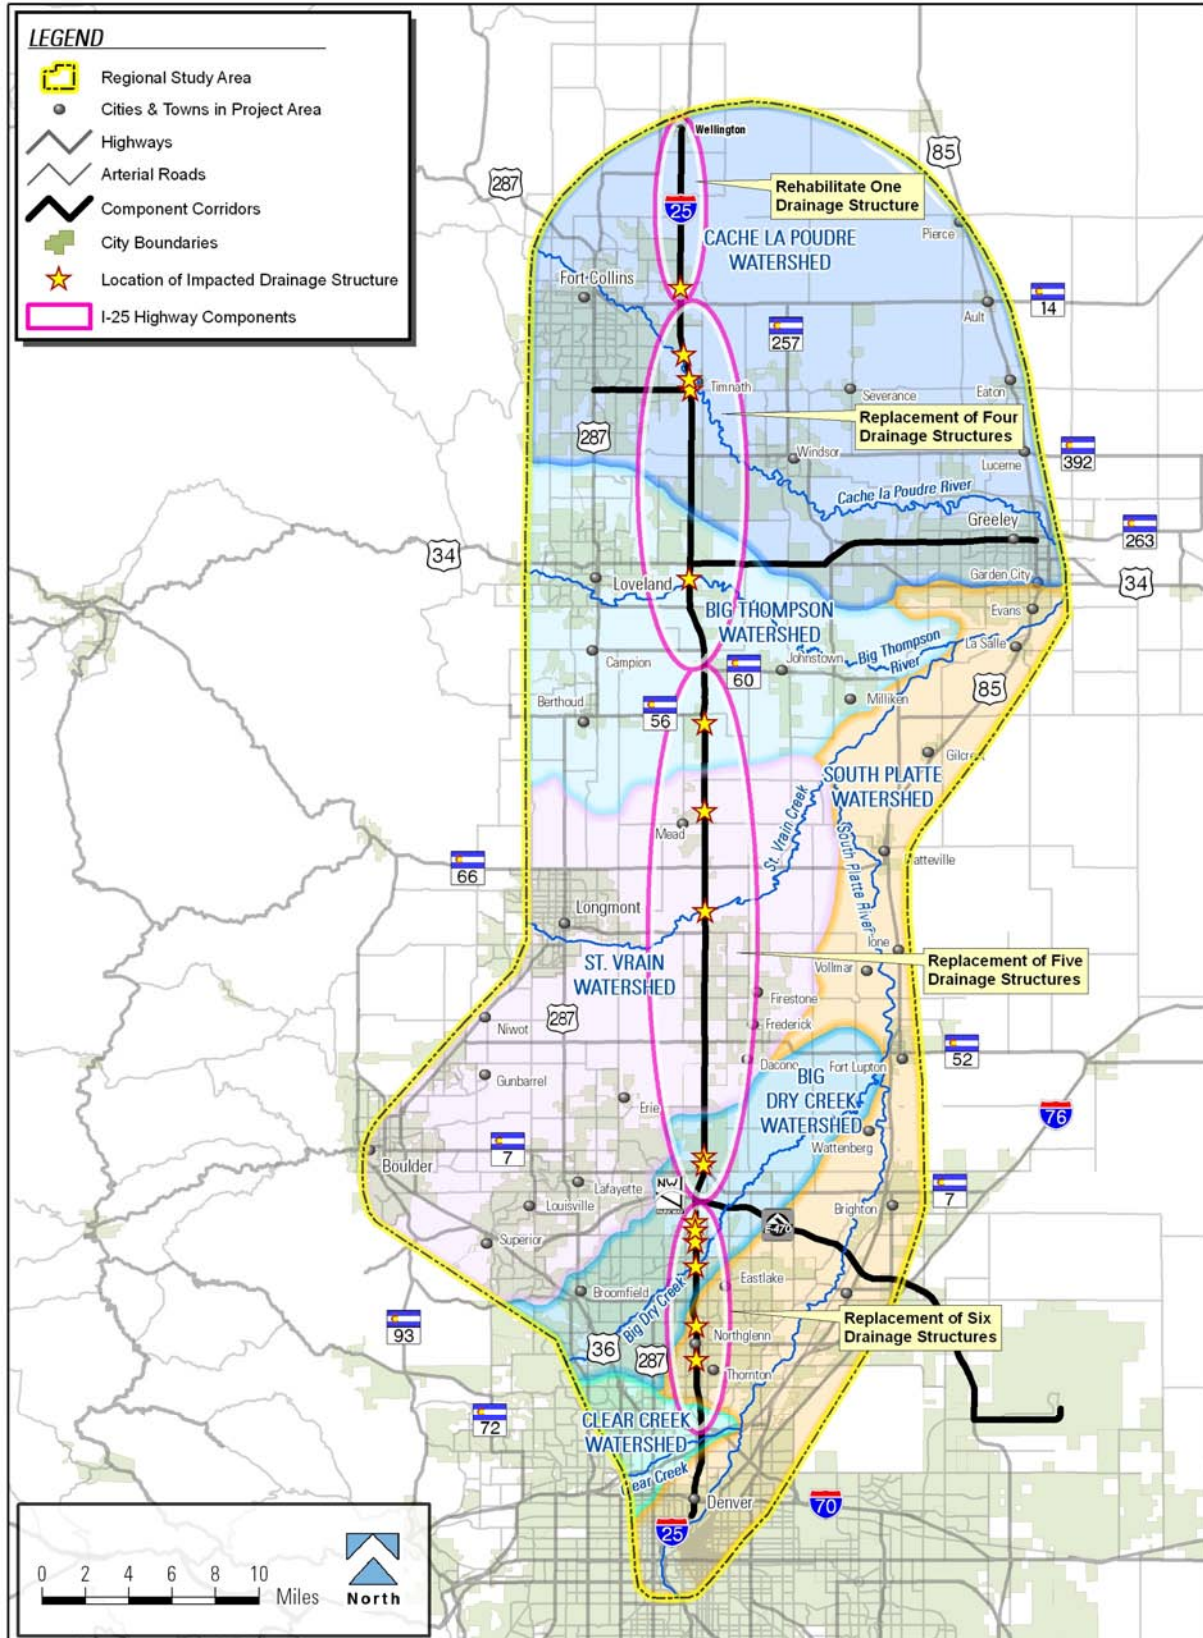 LEGEND
Regional Study Area
Cities & Towns in Project Area
Highways
Arterial Roads
Component Corridors
City Boundaries
Location of Impacted Drainage Structure
I-25 Highway Components
Wellington
85
287
Rehabilitate One
Drainage Structure
25
Pierce
CACHE LA POUDRE
WATERSHED
Fort Collins
14
Ault
257
Timnath
Severance
Eaton
Replacement of Four
Drainage Structures
287
Windsor
Lucerne
392
Cache la Poudre River
Greeley
263
34
Loveland
Garden City
34
BIG THOMPSON
WATERSHED
Evans
Big Thompson
River
La Salle
Campion
60
Johnstown
85
Berthoud
56
Milliken
Gilcrest
SOUTH PLATTE
WATERSHED
Mead
St. Vrain Creek
South Platte River
66
Longmont
Ione
ST. VRAIN
WATERSHED
Vollmar
Replacement of Five
Drainage Structures
Firestone
Niwot
287
Frederick
Dacono
Fort Lupton
52
Gunbarrel
BIG
DRY CREEK
WATERSHED
Erie
76
Wattenberg
Boulder
7
Lafayette
NW
7
Louisville
Brighton
E-470
Superior
Eastlake
Broomfield
Big Dry Creek
Replacement of Six
Drainage Structures
93
36
Northglenn
287
Thornton
72
CLEAR CREEK
WATERSHED
Clear Creek
Denver
70
25
0 2 4 6 8 10
Miles
North